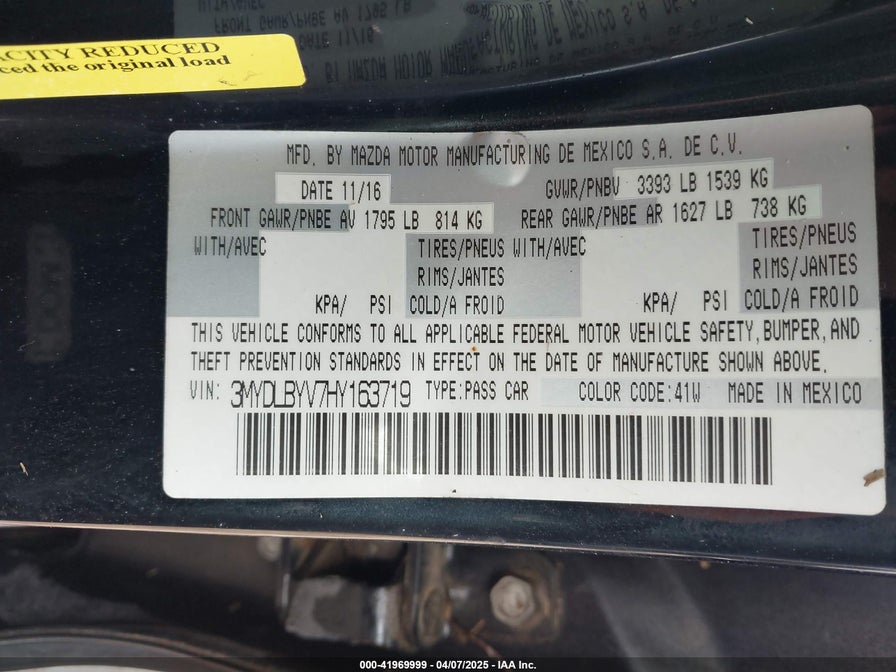 ACITY REDUCED
ced the original load
MFD. BY MAZDA MOTOR MANUFACTURING DE MEXICO S.A. DE C.V.
DATE 11/16 GVWR/PNBV 3393 LB 1539 KG
FRONT GAWR/PNBE AV 1795 LB 814 KG REAR GAWR/PNBE AR 1627 LB 738 KG
WITH/AVEC TIRES/PNEUS WITH/AVEC TIRES/PNEUS
RIMS/JANTES RIMS/JANTES
KPA/ PSI COLD/A FROID KPA/ PSI COLD/A FROID
THIS VEHICLE CONFORMS TO ALL APPLICABLE FEDERAL MOTOR VEHICLE SAFETY, BUMPER, AND
THEFT PREVENTION STANDARDS IN EFFECT ON THE DATE OF MANUFACTURE SHOWN ABOVE.
VIN: 3MYDLBYV7HY163719 TYPE:PASS CAR COLOR CODE:41W MADE IN MEXICO
000-41969999 - 04/07/2025 - IAA Inc.